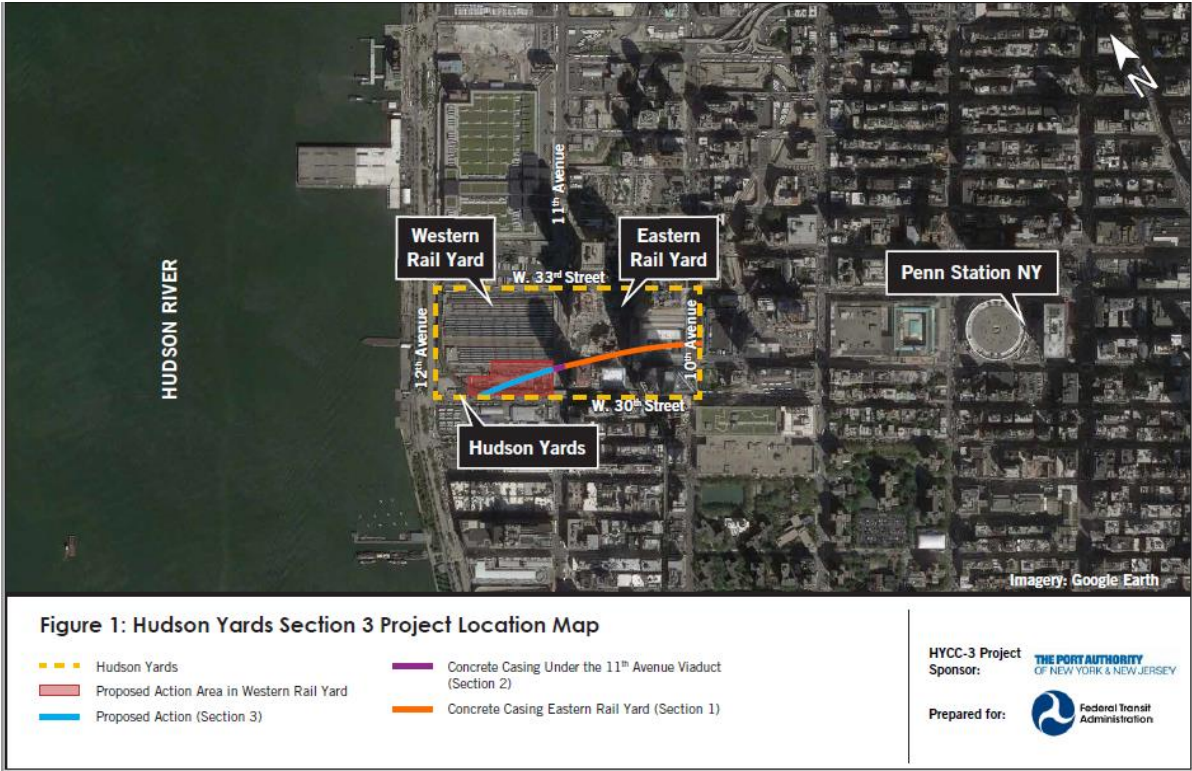 N
11th Avenue
Western
Rail Yard
Eastern
Rail Yard
W. 33rd Street
Penn Station NY
HUDSON RIVER
12th Avenue
10th Avenue
W. 30th Street
Hudson Yards
Imagery: Google Earth
Figure 1: Hudson Yards Section 3 Project Location Map
Hudson Yards
Proposed Action Area in Western Rail Yard
Proposed Action (Section 3)
Concrete Casing Under the 11th Avenue Viaduct
(Section 2)
Concrete Casing Eastern Rail Yard (Section 1)
HYCC-3 Project
Sponsor:
THE PORT AUTHORITY
OF NEW YORK & NEW JERSEY
Prepared for:
Federal Transit
Administration